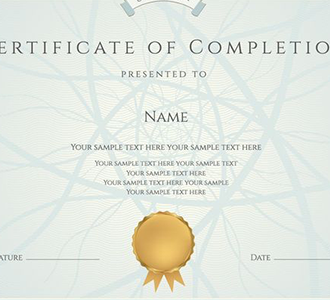 ERTIFICATE OF COMPLETIO
PRESENTED TO
NAME
YOUR SAMPLE TEXT HERE YOUR SAMPLE TEXT HERE
YOUR SAMPLE TEXT HERE YOUR SAMPLE TEXT
YOUR SAMPLE TEXT HERE
YOUR SAMPLE TEXT HERE YOUR SAMPLE
YOUR SAMPLE TEXT HERE
ATURE DATE